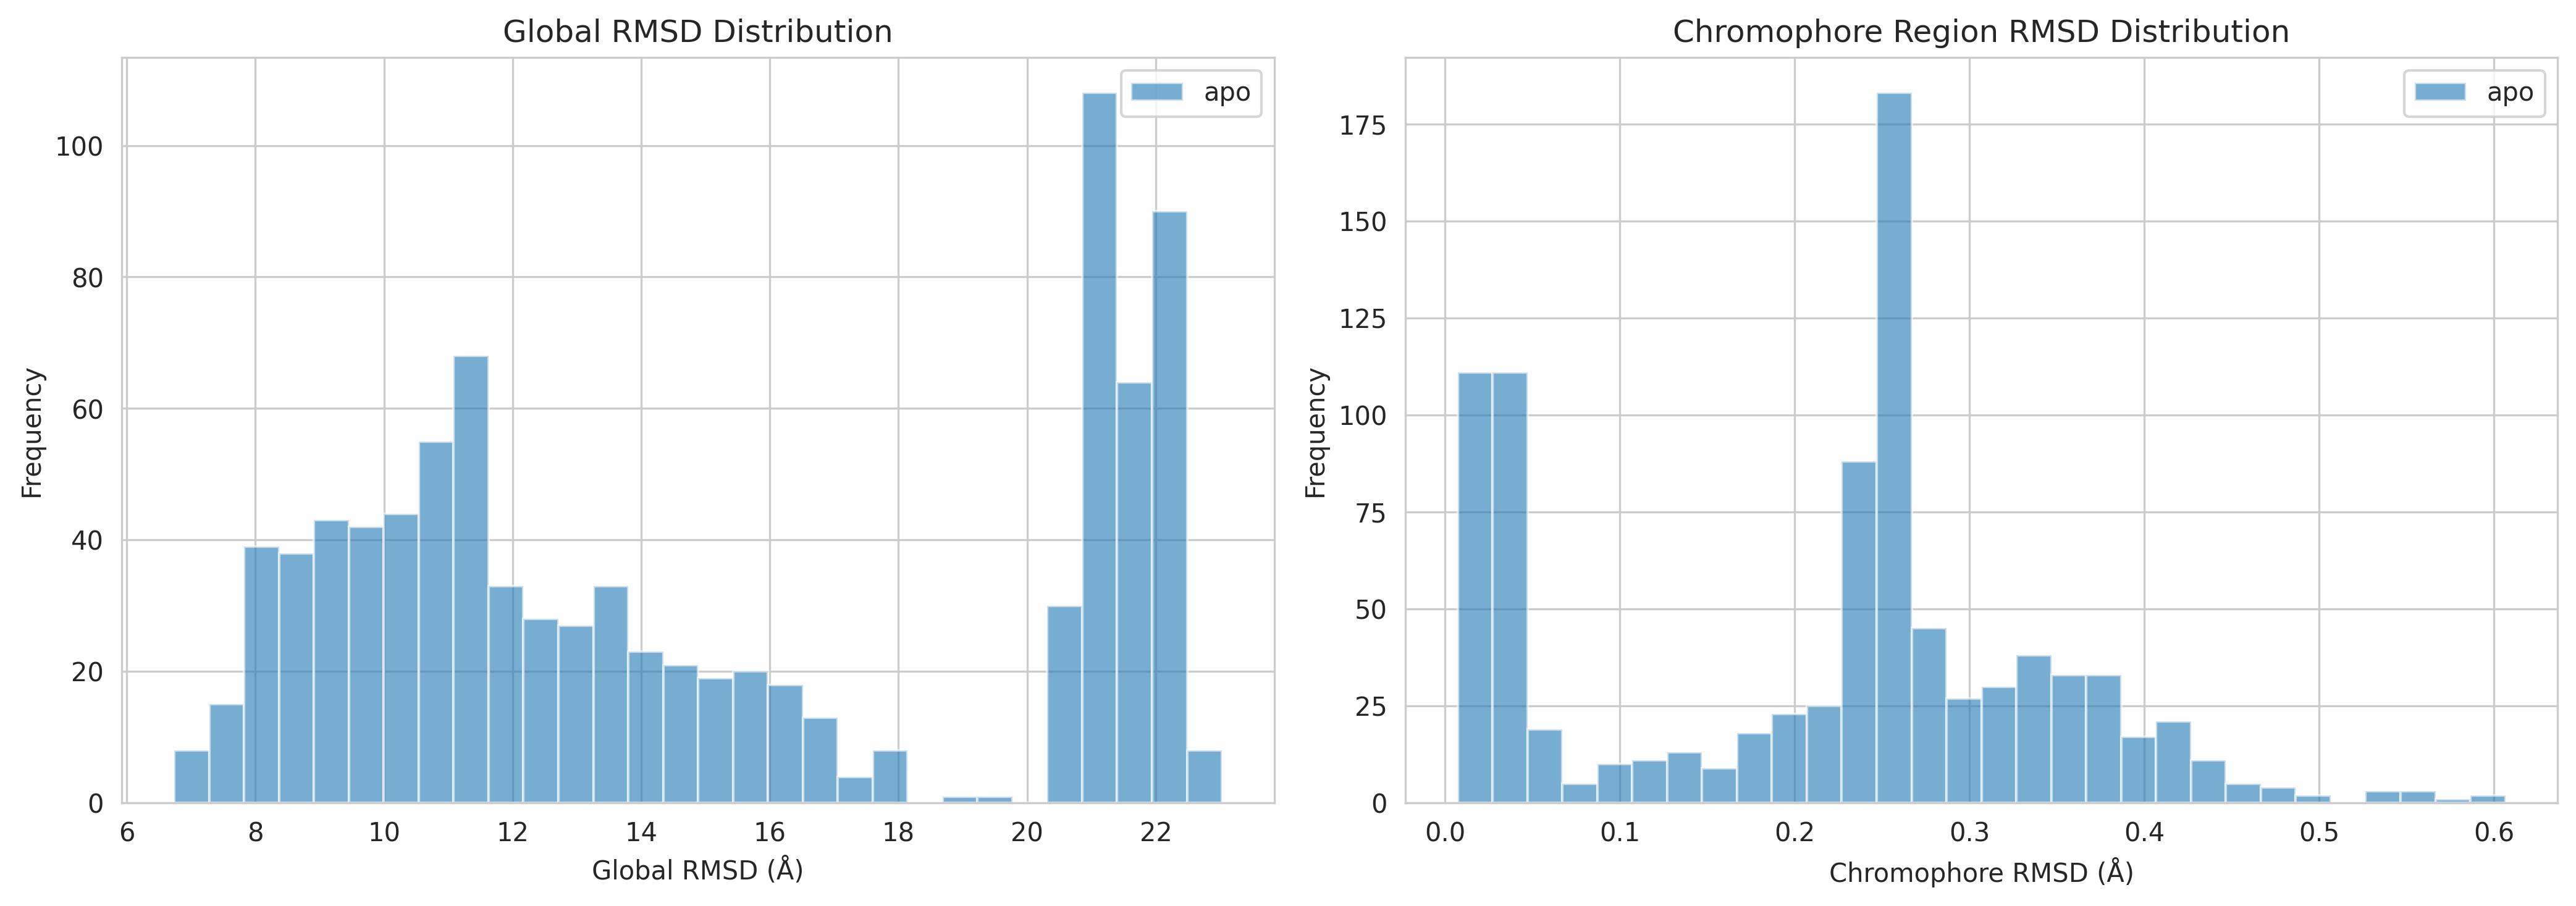 Global RMSD Distribution
apo
Frequency
100
80
60
40
20
0
6 8 10 12 14 16 18 20 22
Global RMSD (Å)
Chromophore Region RMSD Distribution
apo
Frequency
175
150
125
100
75
50
25
0
0.0 0.1 0.2 0.3 0.4 0.5 0.6
Chromophore RMSD (Å)